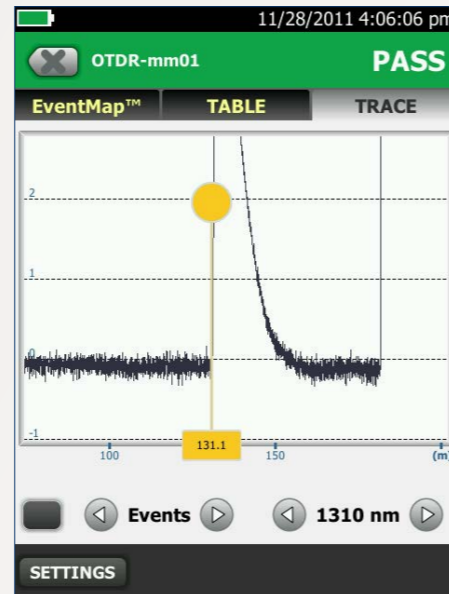 11/28/2011 4:06:06 pm
OTDR-mm01 PASS
EventMap™ TABLE TRACE
2
1
0
-1
131.1
100 150 (m)
Events 1310 nm
SETTINGS